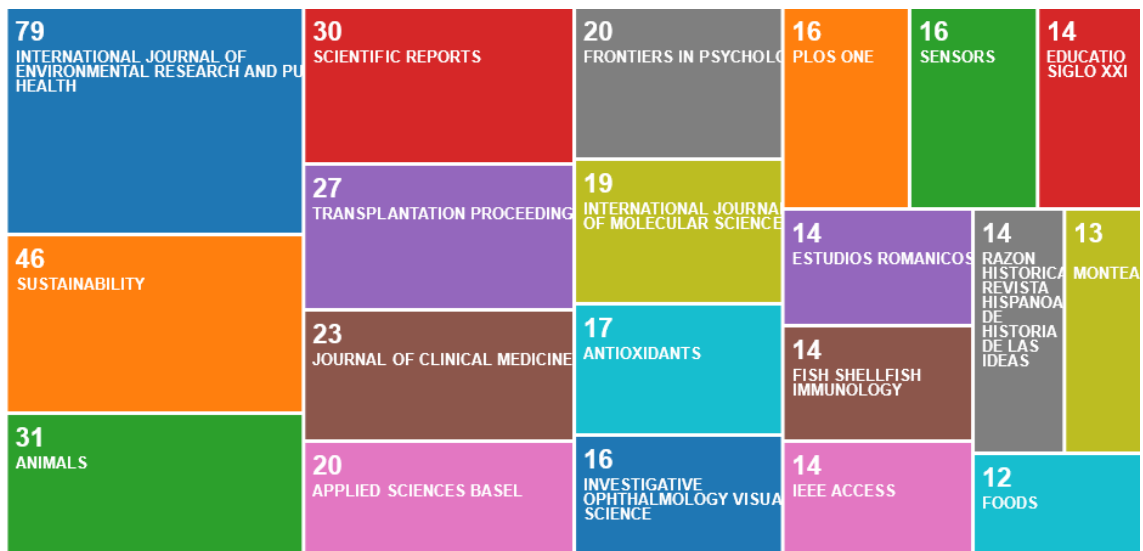 79
INTERNATIONAL JOURNAL OF
ENVIRONMENTAL RESEARCH AND PU
HEALTH
46
SUSTAINABILITY
31
ANIMALS
30
SCIENTIFIC REPORTS
27
TRANSPLANTATION PROCEEDING
23
JOURNAL OF CLINICAL MEDICINE
20
APPLIED SCIENCES BASEL
20
FRONTIERS IN PSYCHOLO
19
INTERNATIONAL JOURNA
OF MOLECULAR SCIENCE
17
ANTIOXIDANTS
16
INVESTIGATIVE
OPHTHALMOLOGY VISUA
SCIENCE
16
PLOS ONE
16
SENSORS
14
EDUCATIO
SIGLO XXI
14
ESTUDIOS ROMANICOS
14
FISH SHELLFISH
IMMUNOLOGY
14
IEEE ACCESS
14
RAZON
HISTORICA
REVISTA
HISPANOA
DE
HISTORIA
DE LAS
IDEAS
13
MONTEA
12
FOODS